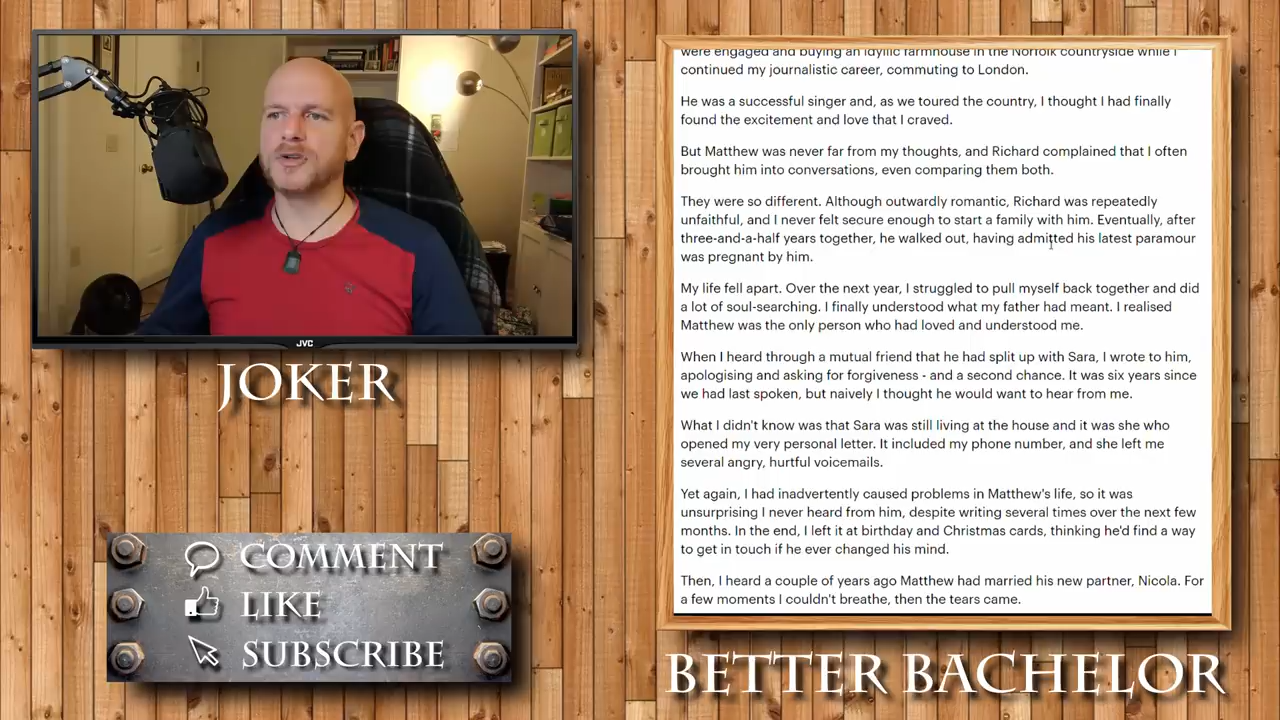 JVC
JOKER
COMMENT
LIKE
SUBSCRIBE
were engaged and buying an idyllic farmhouse in the Norfolk countryside while I
continued my journalistic career, commuting to London.
He was a successful singer and, as we toured the country, I thought I had finally
found the excitement and love that I craved.
But Matthew was never far from my thoughts, and Richard complained that I often
brought him into conversations, even comparing them both.
They were so different. Although outwardly romantic, Richard was repeatedly
unfaithful, and I never felt secure enough to start a family with him. Eventually, after
three-and-a-half years together, he walked out, having admitted his latest paramour
was pregnant by him.
My life fell apart. Over the next year, I struggled to pull myself back together and did
a lot of soul-searching. I finally understood what my father had meant. I realised
Matthew was the only person who had loved and understood me.
When I heard through a mutual friend that he had split up with Sara, I wrote to him,
apologising and asking for forgiveness - and a second chance. It was six years since
we had last spoken, but naively I thought he would want to hear from me.
What I didn't know was that Sara was still living at the house and it was she who
opened my very personal letter. It included my phone number, and she left me
several angry, hurtful voicemails.
Yet again, I had inadvertently caused problems in Matthew's life, so it was
unsurprising I never heard from him, despite writing several times over the next few
months. In the end, I left it at birthday and Christmas cards, thinking he'd find a way
to get in touch if he ever changed his mind.
Then, I heard a couple of years ago Matthew had married his new partner, Nicola. For
a few moments I couldn't breathe, then the tears came.
BETTER BACHELOR